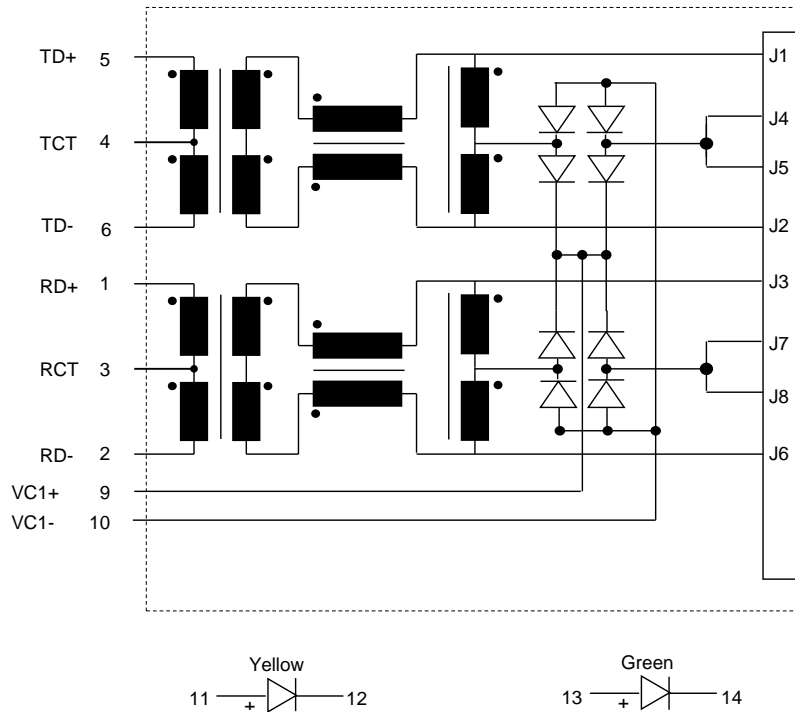 TD+ 5
J1
J4
TCT 4
J5
TD- 6
J2
RD+ 1
J3
J7
RCT 3
J8
RD- 2
J6
VC1+ 9
VC1- 10
Yellow
11 + 12
Green
13 + 14